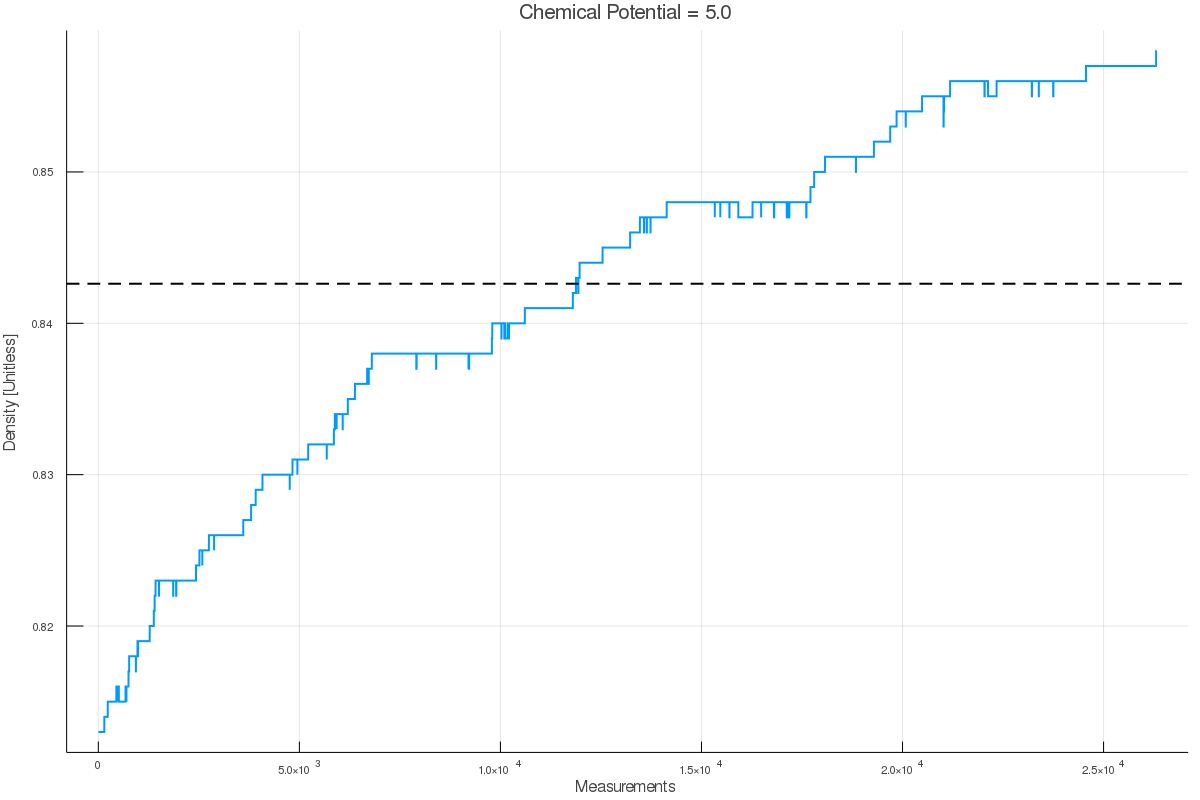 Chemical Potential = 5.0
Density [Unitless]
0.85
0.84
0.83
0.82
0 5.0×10 3 1.0×10 4 1.5×10 4 2.0×10 4 2.5×10 4
Measurements